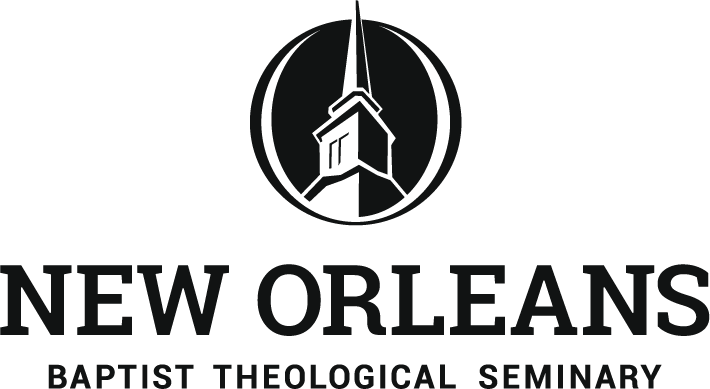 NEW ORLEANS
BAPTIST THEOLOGICAL SEMINARY